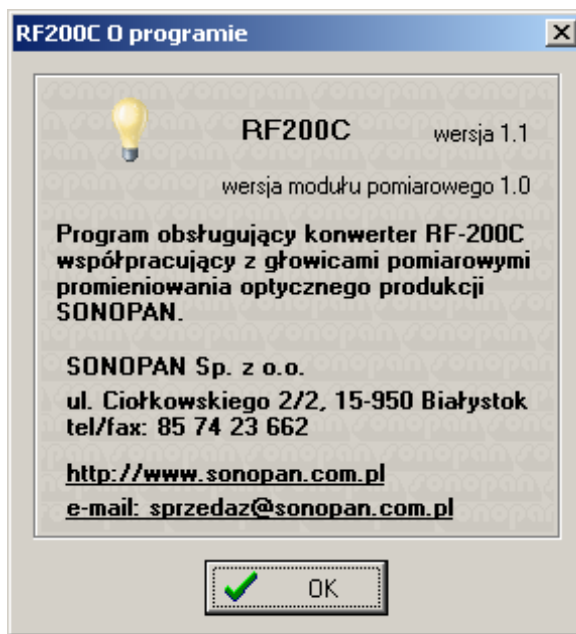 RF200C O programie
RF200C wersja 1.1
wersja modułu pomiarowego 1.0
Program obsługujący konwerter RF-200C
współpracujący z głowicami pomiarowymi
promieniowania optycznego produkcji
SONOPAN.
SONOPAN Sp. z o.o.
ul. Ciołkowskiego 2/2, 15-950 Białystok
tel/fax: 85 74 23 662
http://www.sonopan.com.pl
e-mail: sprzedaz@sonopan.com.pl
OK